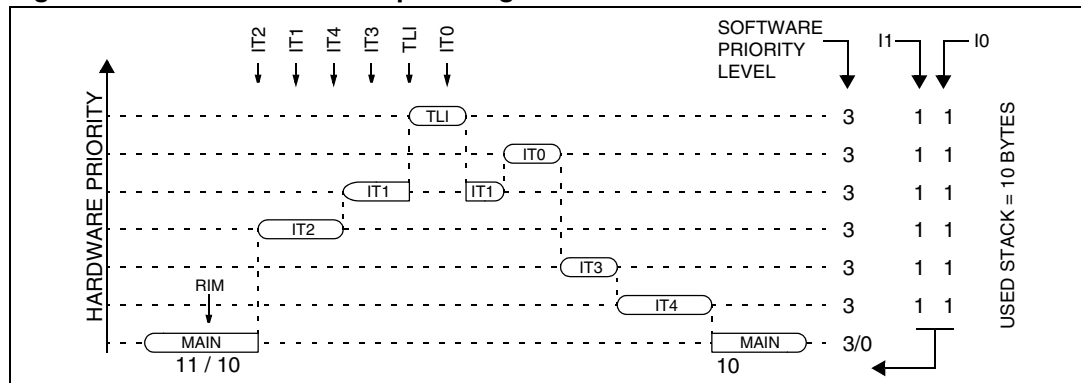 IT2
IT1
IT4
IT3
TLI
IT0
SOFTWARE
PRIORITY
LEVEL
I1
I0
HARDWARE PRIORITY
TLI
3
1 1
IT0
3
1 1
IT1
IT1
3
1 1
IT2
3
1 1
IT3
3
1 1
RIM
IT4
3
1 1
MAIN
MAIN
3/0
11 / 10
10
USED STACK = 10 BYTES